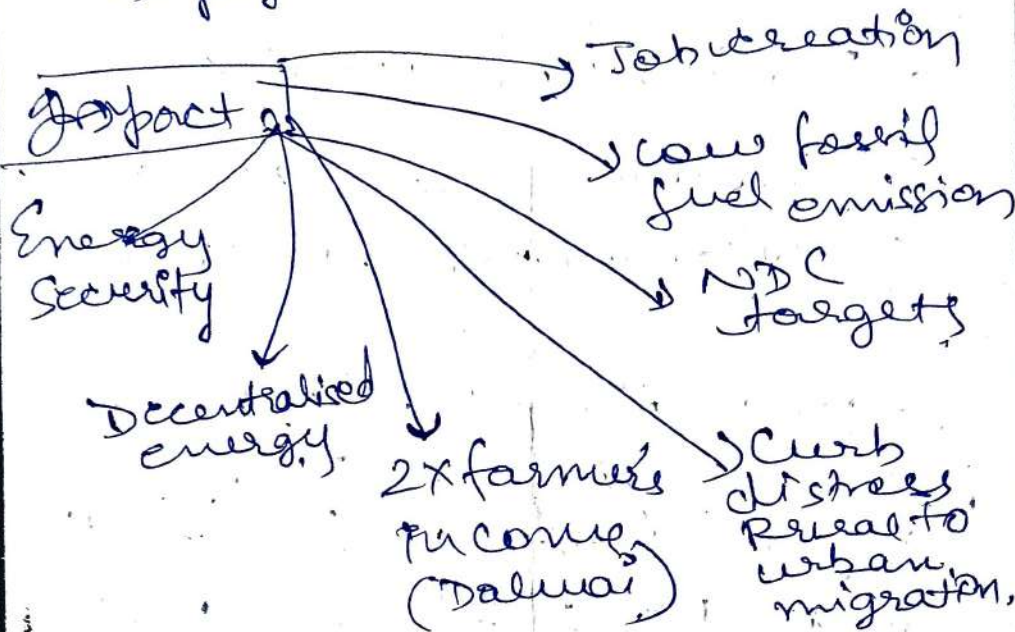 Impact
Job creation
Low fossil
fuel emission
NDC
targets
Curb
distress
Rural to
urban
migration.
2X farmer's
income
(Dalwai)
Decentralised
energy.
Energy
Security